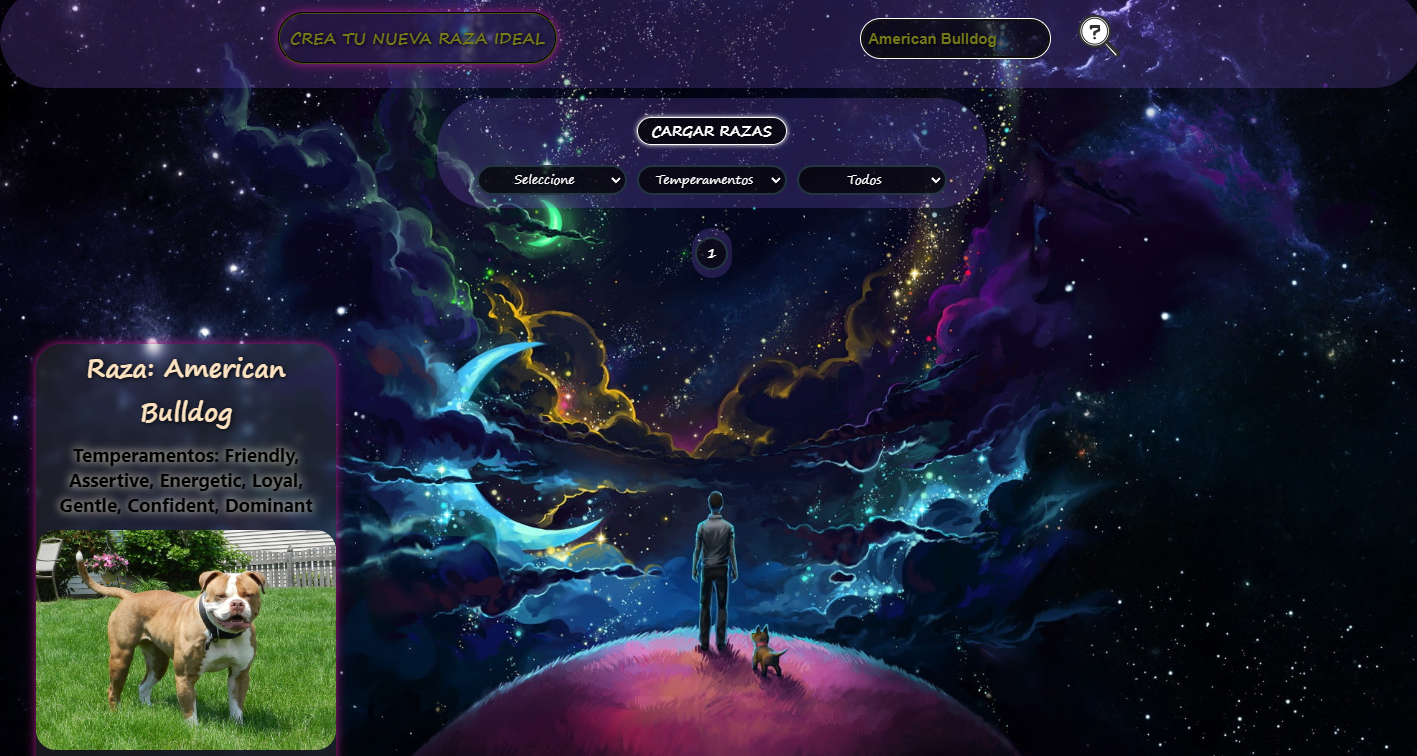 CREA TU NUEVA RAZA IDEAL
American Bulldog
?
CARGAR RAZAS
Seleccione
Temperamentos
Todos
1
Raza: American
Bulldog
Temperamentos: Friendly,
Assertive, Energetic, Loyal,
Gentle, Confident, Dominant